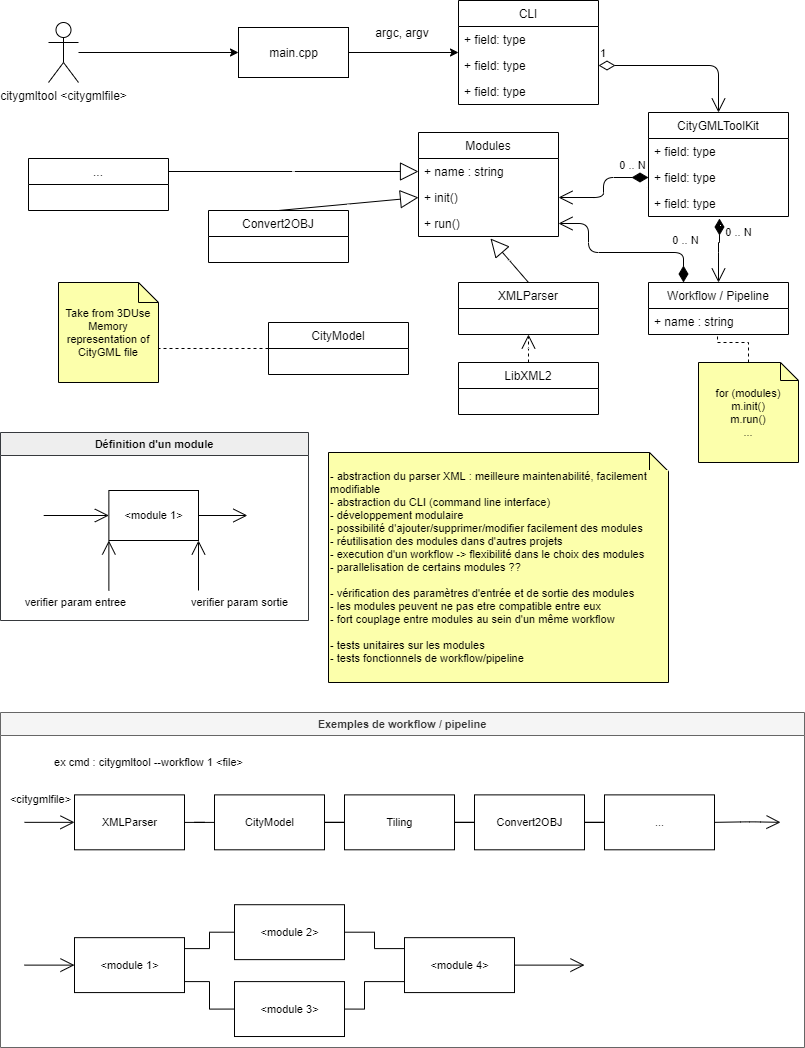 CLI
argc, argv
+ field: type
main.cpp
+ field: type
1
+ field: type
citygmltool <citygmlfile>
CityGMLToolKit
+ field: type
+ field: type
+ field: type
0 .. N
Modules
+ name : string
+ init()
+ run()
...
Convert2OBJ
0 .. N
0 .. N
XMLParser
Workflow / Pipeline
+ name : string
Take from 3DUse
Memory
representation of
CityGML file
CityModel
LibXML2
for (modules)
m.init()
m.run()
...
Définition d'un module
<module 1>
verifier param entree
verifier param sortie
- abstraction du parser XML : meilleure maintenabilité, facilement
modifiable
- abstraction du CLI (command line interface)
- développement modulaire
- possibilité d'ajouter/supprimer/modifier facilement des modules
- réutilisation des modules dans d'autres projets
- execution d'un workflow -> flexibilité dans le choix des modules
- parallelisation de certains modules ??
- vérification des paramètres d'entrée et de sortie des modules
- les modules peuvent ne pas etre compatible entre eux
- fort couplage entre modules au sein d'un même workflow
- tests unitaires sur les modules
- tests fonctionnels de workflow/pipeline
Exemples de workflow / pipeline
ex cmd : citygmltool --workflow 1 <file>
<citygmlfile>
XMLParser
CityModel
Tiling
Convert2OBJ
...
<module 1>
<module 2>
<module 3>
<module 4>